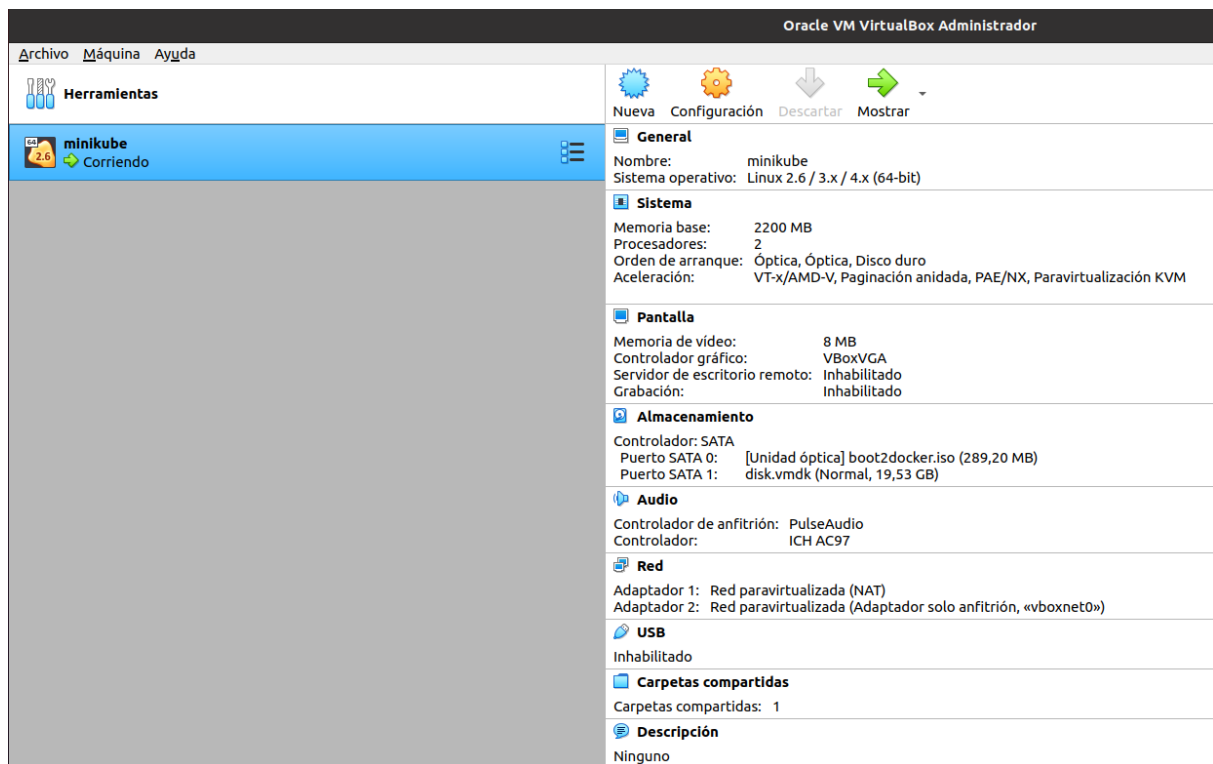 Oracle VM VirtualBox Administrador
Archivo Máquina Ayuda
Herramientas
Nueva Configuración Descartar Mostrar
64
2.6
minikube
Corriendo
General
Nombre: minikube
Sistema operativo: Linux 2.6 / 3.x / 4.x (64-bit)
Sistema
Memoria base: 2200 MB
Procesadores: 2
Orden de arranque: Óptica, Óptica, Disco duro
Aceleración: VT-x/AMD-V, Paginación anidada, PAE/NX, Paravirtualización KVM
Pantalla
Memoria de vídeo: 8 MB
Controlador gráfico: VBoxVGA
Servidor de escritorio remoto: Inhabilitado
Grabación: Inhabilitado
Almacenamiento
Controlador: SATA
Puerto SATA 0: [Unidad óptica] boot2docker.iso (289,20 MB)
Puerto SATA 1: disk.vmdk (Normal, 19,53 GB)
Audio
Controlador de anfitrión: PulseAudio
Controlador: ICH AC97
Red
Adaptador 1: Red paravirtualizada (NAT)
Adaptador 2: Red paravirtualizada (Adaptador solo anfitrión, «vboxnet0»)
USB
Inhabilitado
Carpetas compartidas
Carpetas compartidas: 1
Descripción
Ninguno